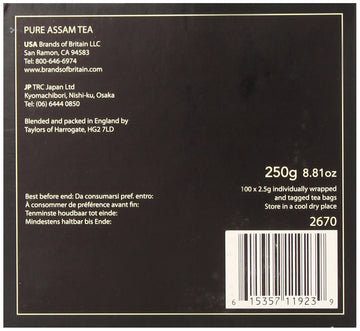 PURE ASSAM TEA
USA Brands of Britain LLC
San Ramon, CA 94583
Tel: 800-646-6974
www.brandsofbritain.com
JP TRC Japan Ltd
Kyomachibori, Nishi-ku, Osaka
Tel: (06) 6444 0850
Blended and packed in England by
Taylors of Harrogate, HG2 7LD
250g 8.81oz
100 x 2.5g individually wrapped
and tagged tea bags
Store in a cool dry place
2670
Best before end: Da consumarsi pref. entro:
À consommer de préférence avant fin:
Tenminste houdbaar tot einde:
Mindestens haltbar bis Ende:
6 15357 11923 9